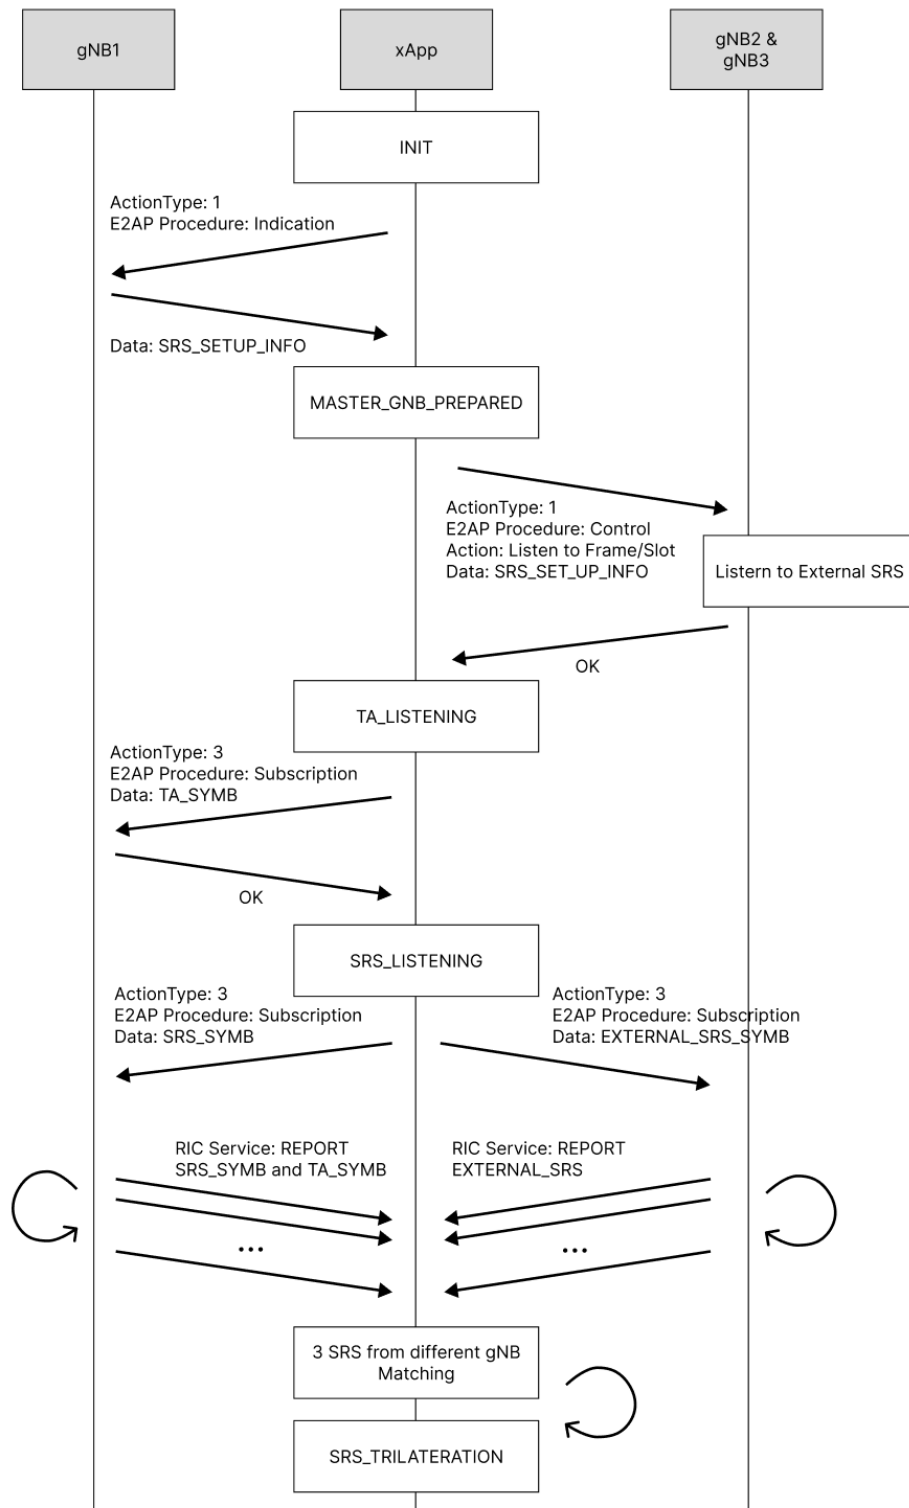 gNB1
xApp
gNB2 &
gNB3
INIT
ActionType: 1
E2AP Procedure: Indication
Data: SRS_SETUP_INFO
MASTER_GNB_PREPARED
ActionType: 1
E2AP Procedure: Control
Action: Listen to Frame/Slot
Data: SRS_SET_UP_INFO
Listern to External SRS
OK
TA_LISTENING
ActionType: 3
E2AP Procedure: Subscription
Data: TA_SYMB
OK
SRS_LISTENING
ActionType: 3
E2AP Procedure: Subscription
Data: SRS_SYMB
ActionType: 3
E2AP Procedure: Subscription
Data: EXTERNAL_SRS_SYMB
RIC Service: REPORT
SRS_SYMB and TA_SYMB
RIC Service: REPORT
EXTERNAL_SRS
...
...
3 SRS from different gNB
Matching
SRS_TRILATERATION